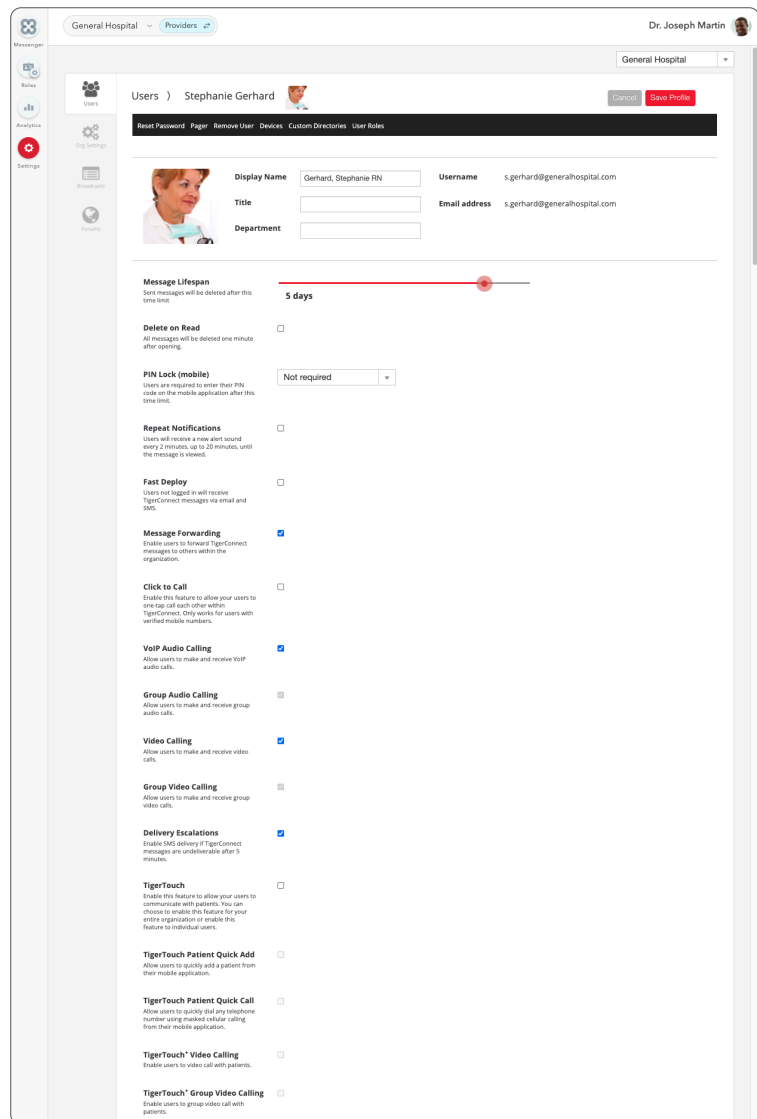 General Hospital
Providers
Dr. Joseph Martin
Messenger
Roles
Analytics
Settings
General Hospital
Users
Org Settings
Broadcasts
Forums
Users 〉 Stephanie Gerhard
Cancel
Save Profile
Reset Password Pager Remove User Devices Custom Directories User Roles
Display Name
Gerhard, Stephanie RN
Username
s.gerhard@generalhospital.com
Title
Email address
s.gerhard@generalhospital.com
Department
Message Lifespan
Sent messages will be deleted after this
time limit
5 days
Delete on Read
All messages will be deleted one minute
after opening.
PIN Lock (mobile)
Users are required to enter their PIN
code on the mobile application after this
time limit.
Not required
Repeat Notifications
Users will receive a new alert sound
every 2 minutes, up to 20 minutes, until
the message is viewed.
Fast Deploy
Users not logged in will receive
TigerConnect messages via email and
SMS.
Message Forwarding
Enable users to forward TigerConnect
messages to others within the
organization.
Click to Call
Enable this feature to allow your users to
one-tap call each other within
TigerConnect. Only works for users with
verified mobile numbers.
VoIP Audio Calling
Allow users to make and receive VoIP
audio calls.
Group Audio Calling
Allow users to make and receive group
audio calls.
Video Calling
Allow users to make and receive video
calls.
Group Video Calling
Allow users to make and receive group
video calls.
Delivery Escalations
Enable SMS delivery if TigerConnect
messages are undeliverable after 5
minutes.
TigerTouch
Enable this feature to allow your users to
communicate with patients. You can
choose to enable this feature for your
entire organization or enable this
feature to individual users.
TigerTouch Patient Quick Add
Allow users to quickly add a patient from
their mobile application.
TigerTouch Patient Quick Call
Allow users to quickly dial any telephone
number using masked cellular calling
from their mobile application.
TigerTouch⁺ Video Calling
Enable users to video call with patients.
TigerTouch⁺ Group Video Calling
Enable users to group video call with
patients.